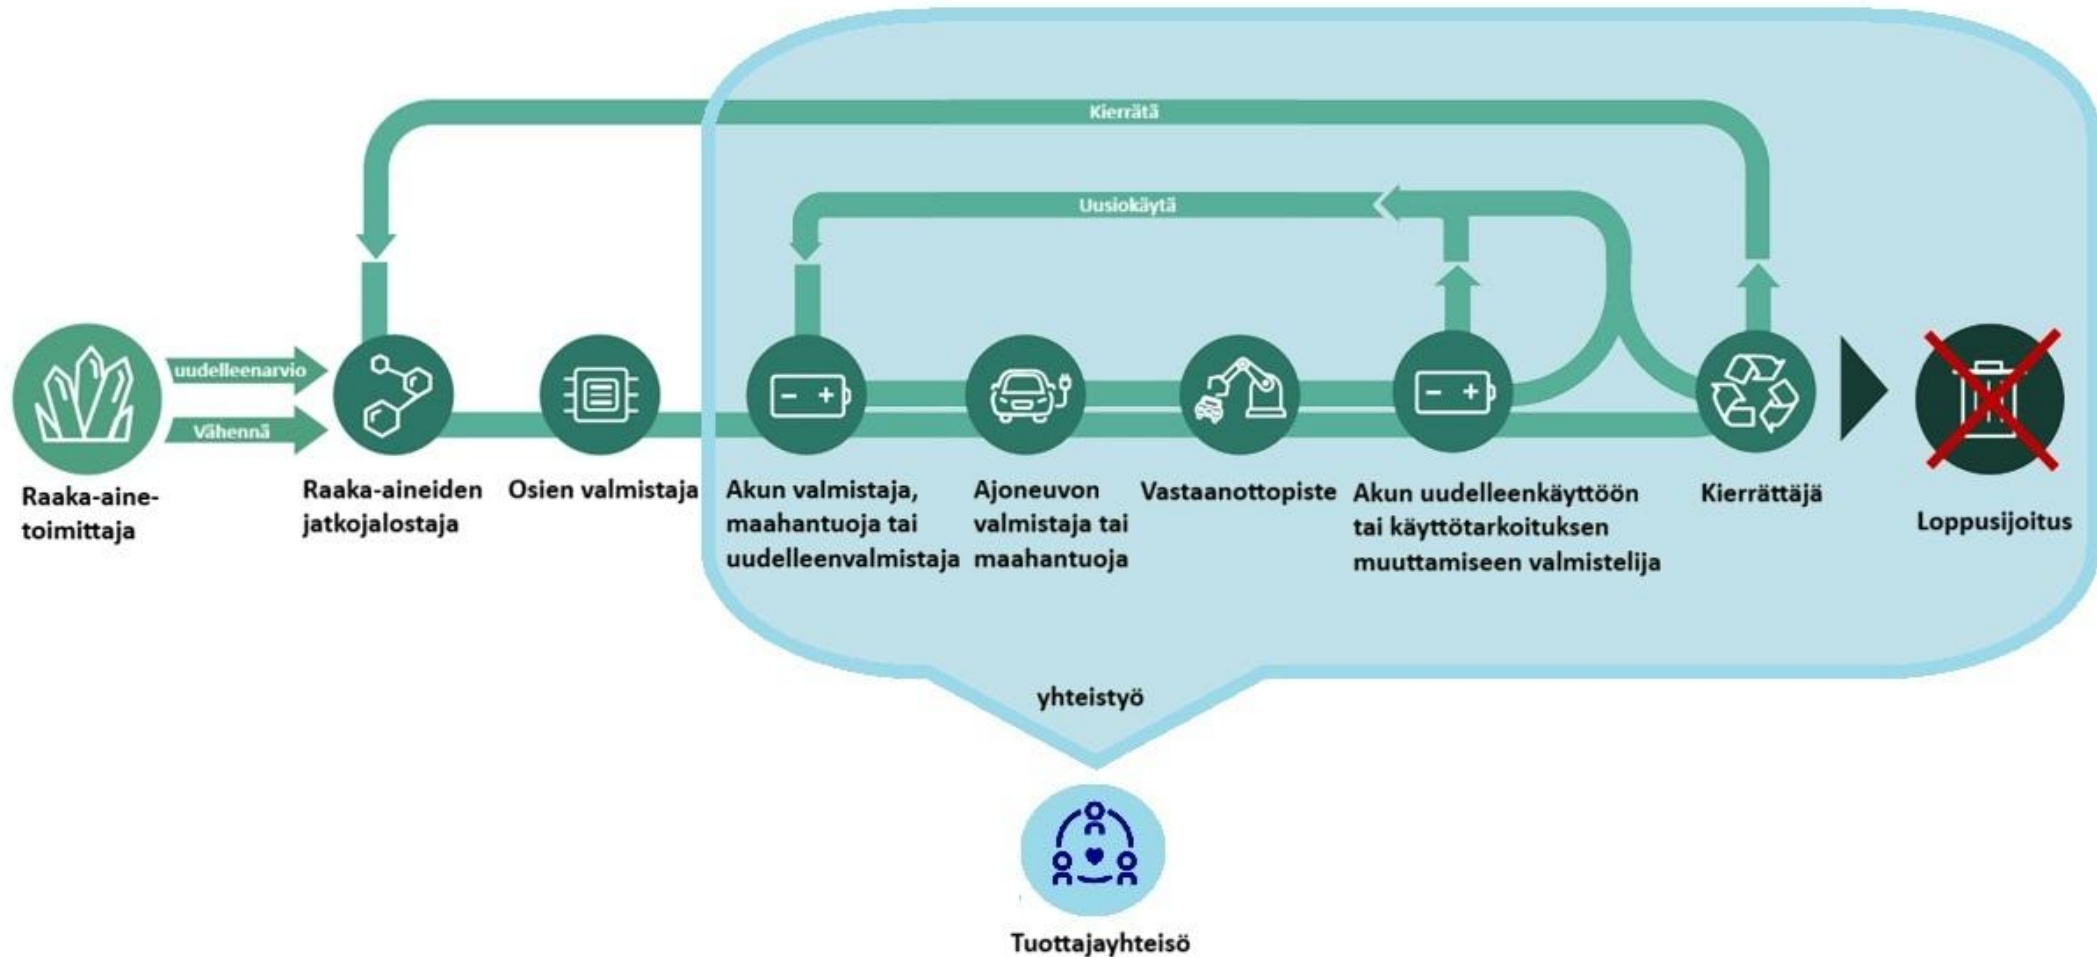 Kierrätä
Uusiokäytä
uudelleenarvio
Vähennä
Raaka-aine-
toimittaja
Raaka-aineiden
jatkojalostaja
Osien valmistaja
Akun valmistaja,
maahantuoja tai
uudelleenvalmistaja
Ajoneuvon
valmistaja tai
maahantuoja
Vastaanottopiste
Akun uudelleenkäyttöön
tai käyttötarkoituksen
muuttamiseen valmistelija
Kierrättäjä
Loppusijoitus
yhteistyö
Tuottajayhteisö